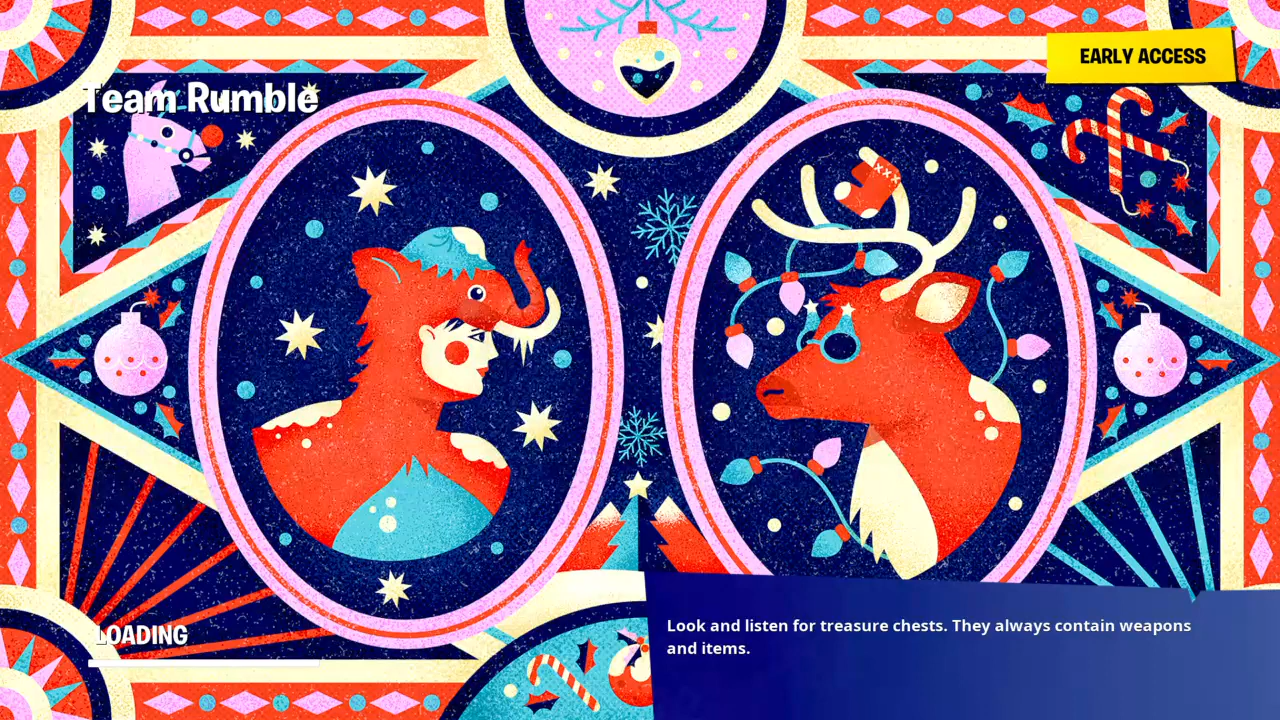 EARLY ACCESS
Team Rumble
LOADING
Look and listen for treasure chests. They always contain weapons
and items.